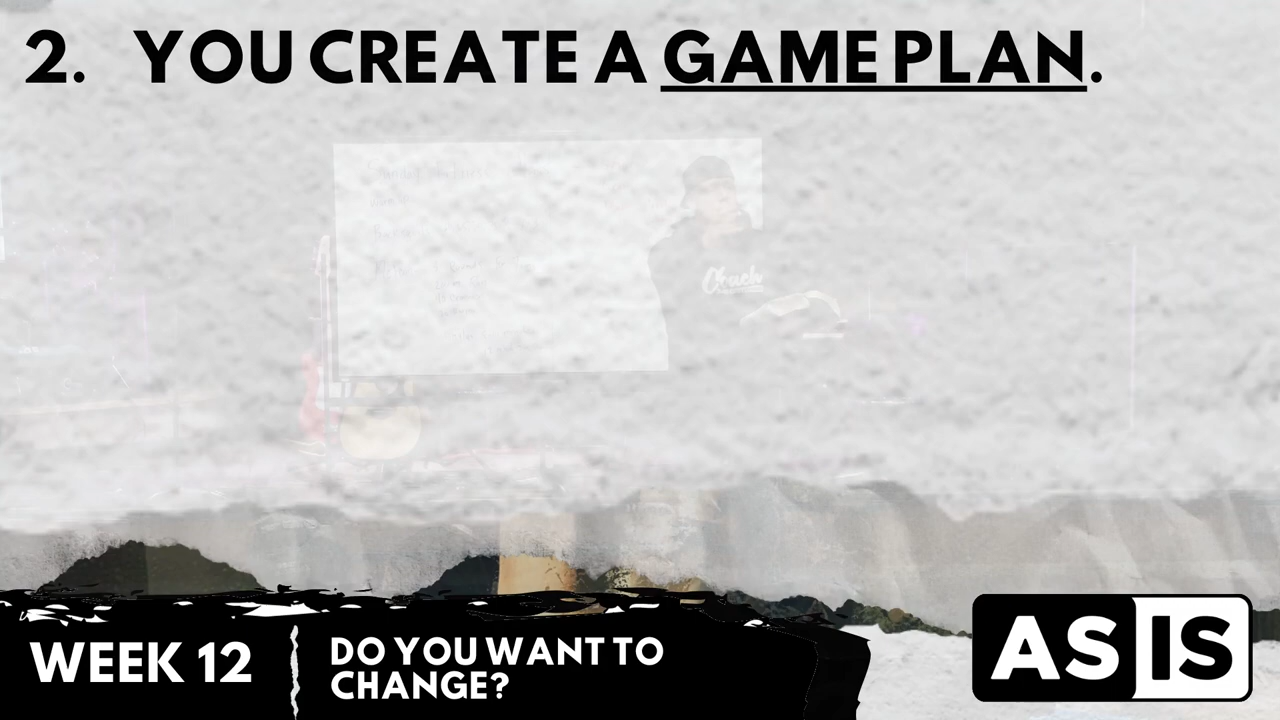 2. YOU CREATE A GAME PLAN.
WEEK 12
DO YOU WANT TO
CHANGE?
AS IS